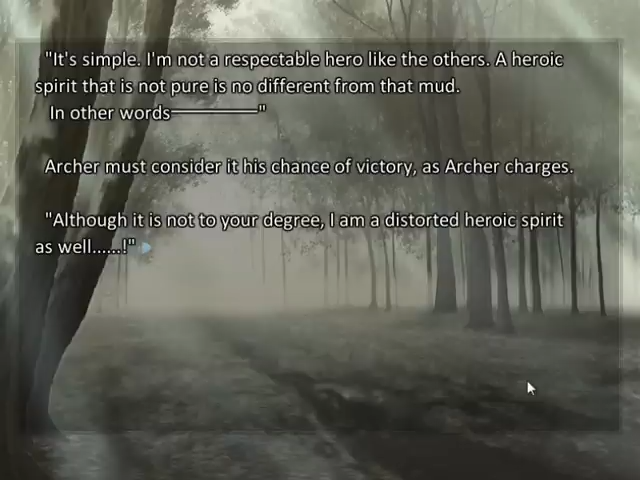 "It's simple. I'm not a respectable hero like the others. A heroic
spirit that is not pure is no different from that mud.
In other words―――――"
Archer must consider it his chance of victory, as Archer charges.
"Although it is not to your degree, I am a distorted heroic spirit
as well......!"